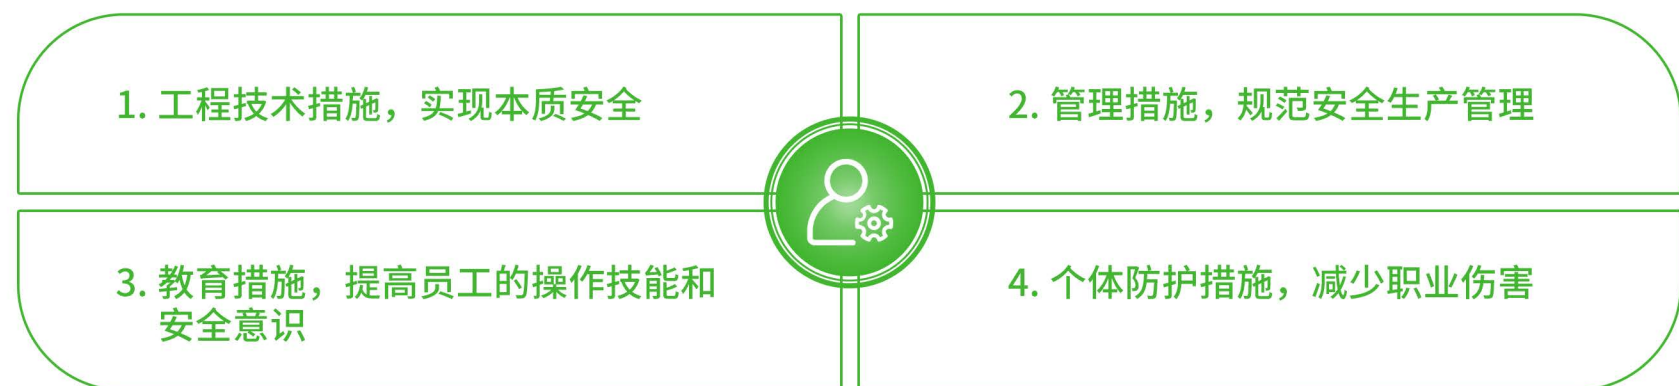 1. 工程技术措施，实现本质安全
2. 管理措施，规范安全生产管理
3. 教育措施，提高员工的操作技能和
安全意识
4. 个体防护措施，减少职业伤害